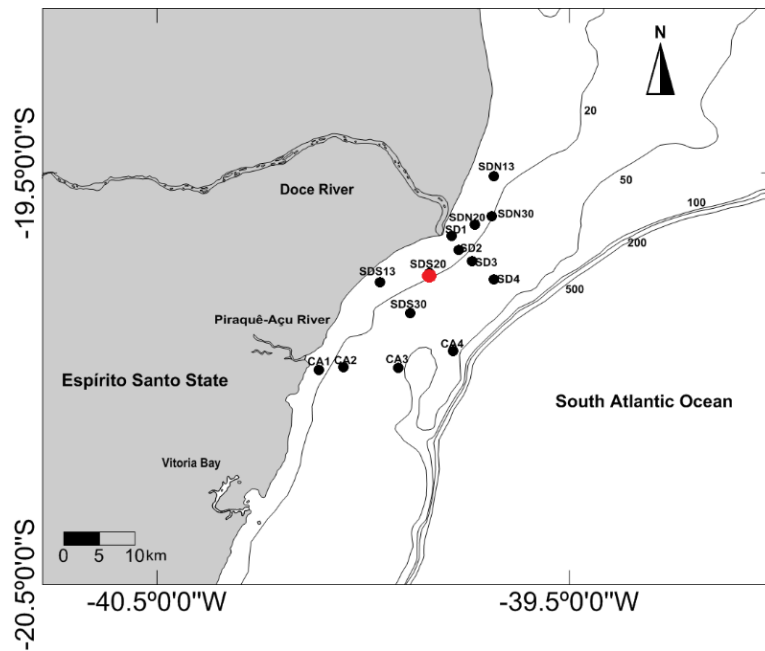 N
20
-19.5º0'0"S
SDN13
50
Doce River
SDN20
SDN30
100
SD1
200
SD2
SDS20
SD3
500
SDS13
SD4
SDS30
Piraquê-Açu River
CA4
CA1
CA2
CA3
Espírito Santo State
South Atlantic Ocean
Vitoria Bay
0 5 10km
-20.5º0'0"S
-40.5º0'0"W
-39.5º0'0"W